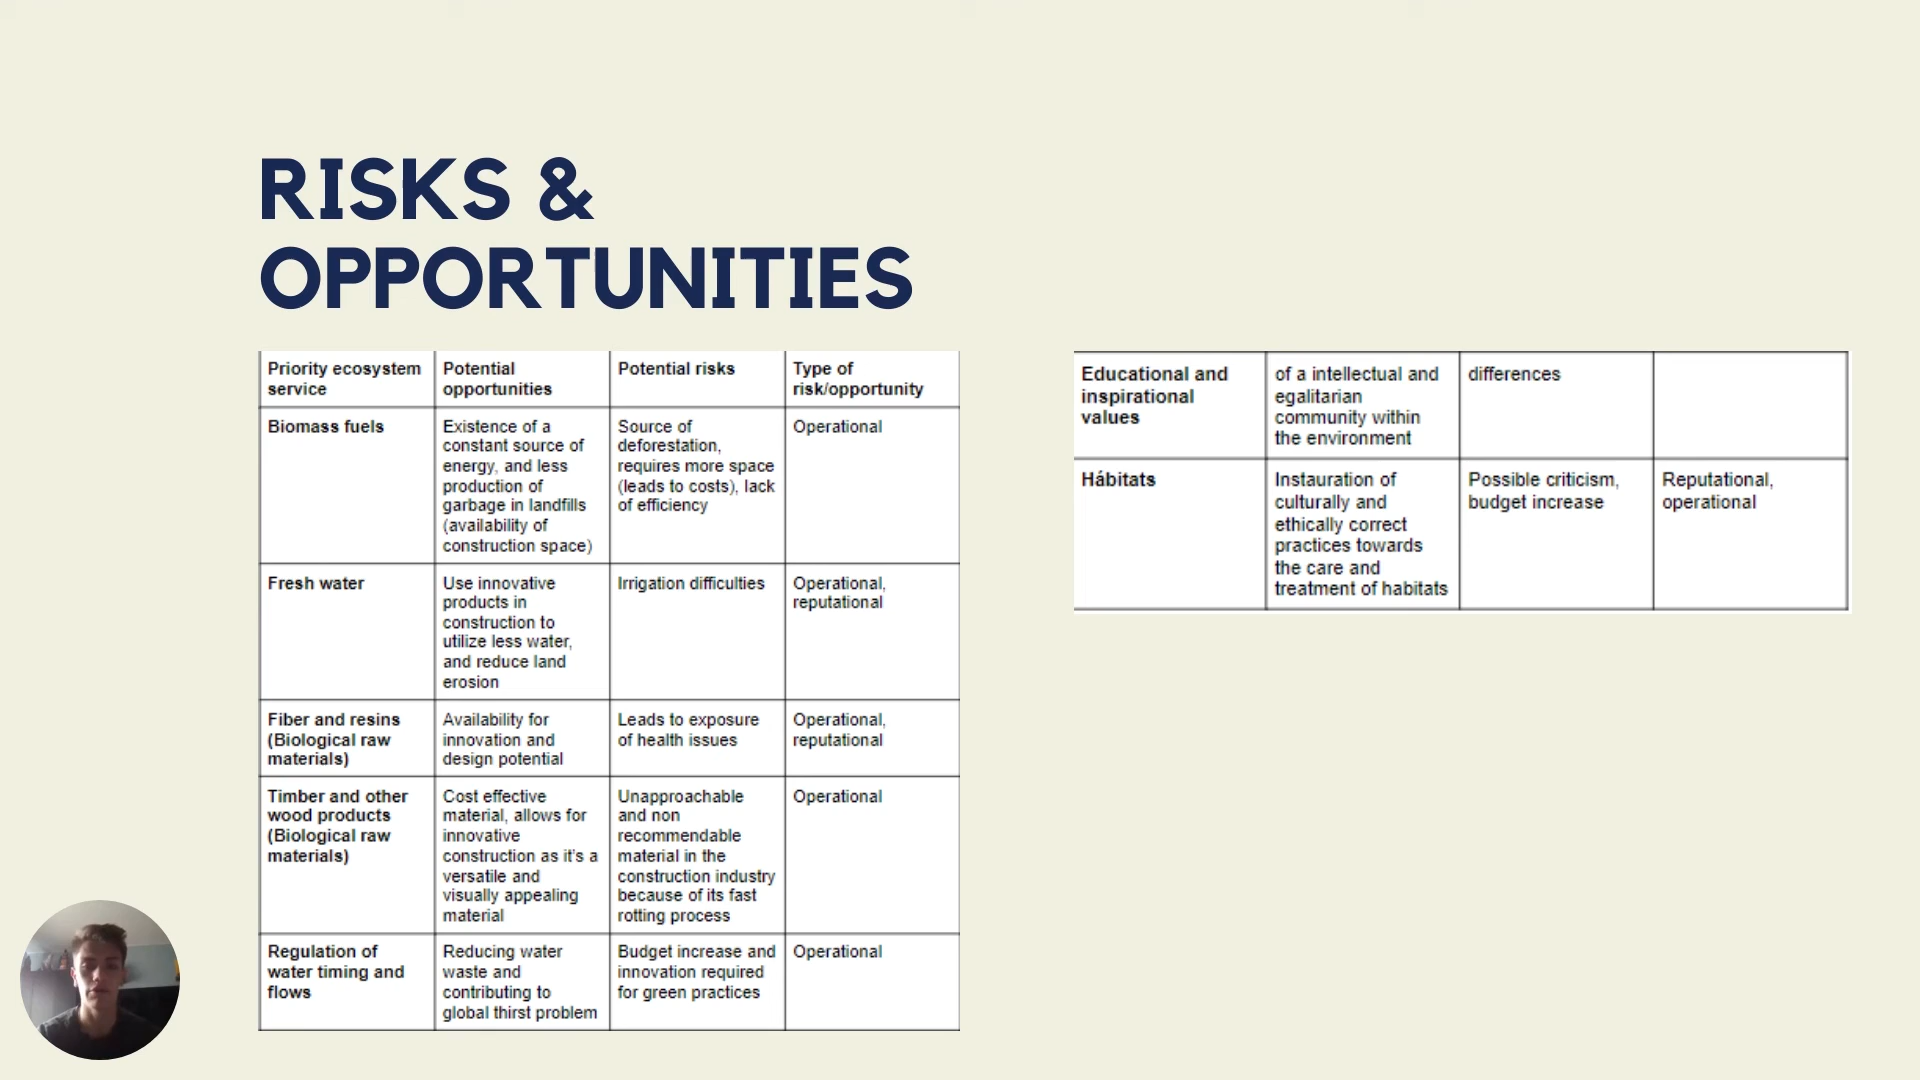 RISKS &
OPPORTUNITIES
Priority ecosystem
service
Potential
opportunities
Potential risks
Type of
risk/opportunity
Biomass fuels
Existence of a
constant source of
energy, and less
production of
garbage in landfills
(availability of
construction space)
Source of
deforestation,
requires more space
(leads to costs), lack
of efficiency
Operational
Fresh water
Use innovative
products in
construction to
utilize less water,
and reduce land
erosion
Irrigation difficulties
Operational,
reputational
Fiber and resins
(Biological raw
materials)
Availability for
innovation and
design potential
Leads to exposure
of health issues
Operational,
reputational
Timber and other
wood products
(Biological raw
materials)
Cost effective
material, allows for
innovative
construction as it's a
versatile and
visually appealing
material
Unapproachable
and non
recommendable
material in the
construction industry
because of its fast
rotting process
Operational
Regulation of
water timing and
flows
Reducing water
waste and
contributing to
global thirst problem
Budget increase and
innovation required
for green practices
Operational
Educational and
inspirational
values
of a intellectual and
egalitarian
community within
the environment
differences
Hábitats
Instauration of
culturally and
ethically correct
practices towards
the care and
treatment of habitats
Possible criticism,
budget increase
Reputational,
operational